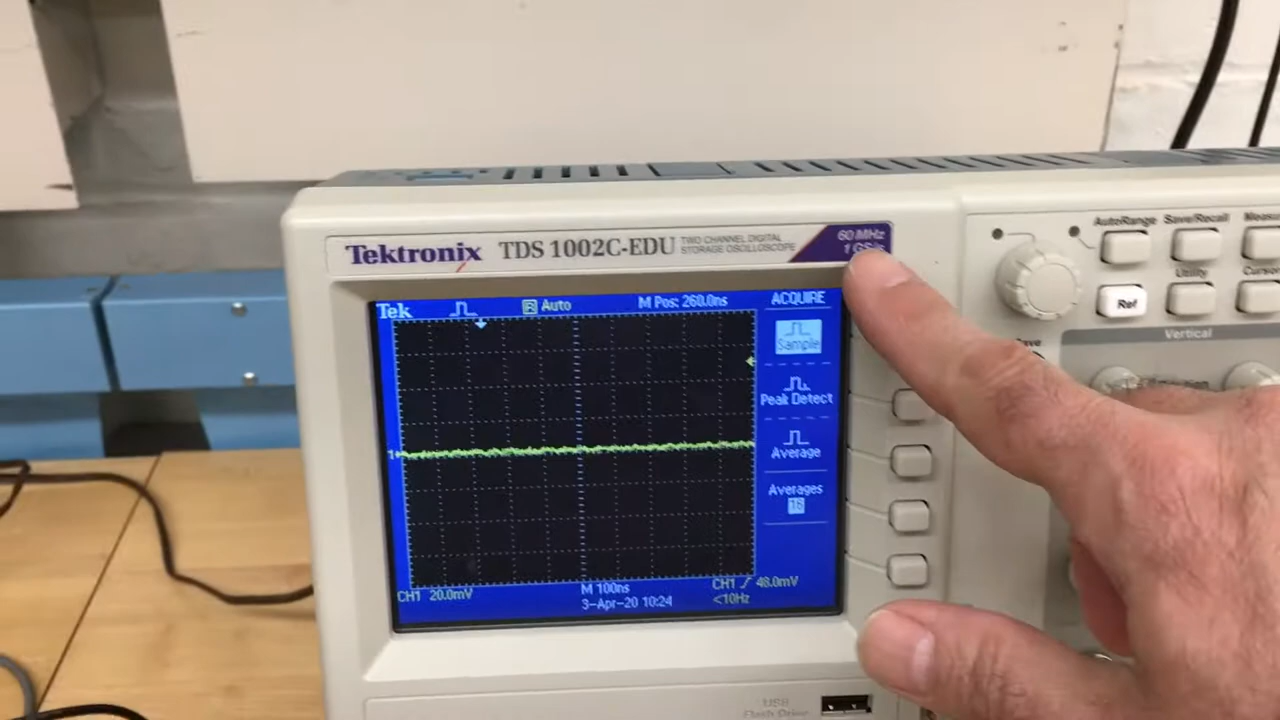 Tektronix TDS 1002C-EDU TWO CHANNEL DIGITAL
STORAGE OSCILLOSCOPE
60 MHz
1 GS/s
Tek Auto M Pos: 260.0ns ACQUIRE
Sample
Peak Detect
Average
Averages
16
1
CH1 20.0mV M 100ns CH1 48.0mV
3-Apr-20 10:24 <10Hz
AutoRange Save/Recall
Utility
Ref
Vertical
USB
Flash Drive